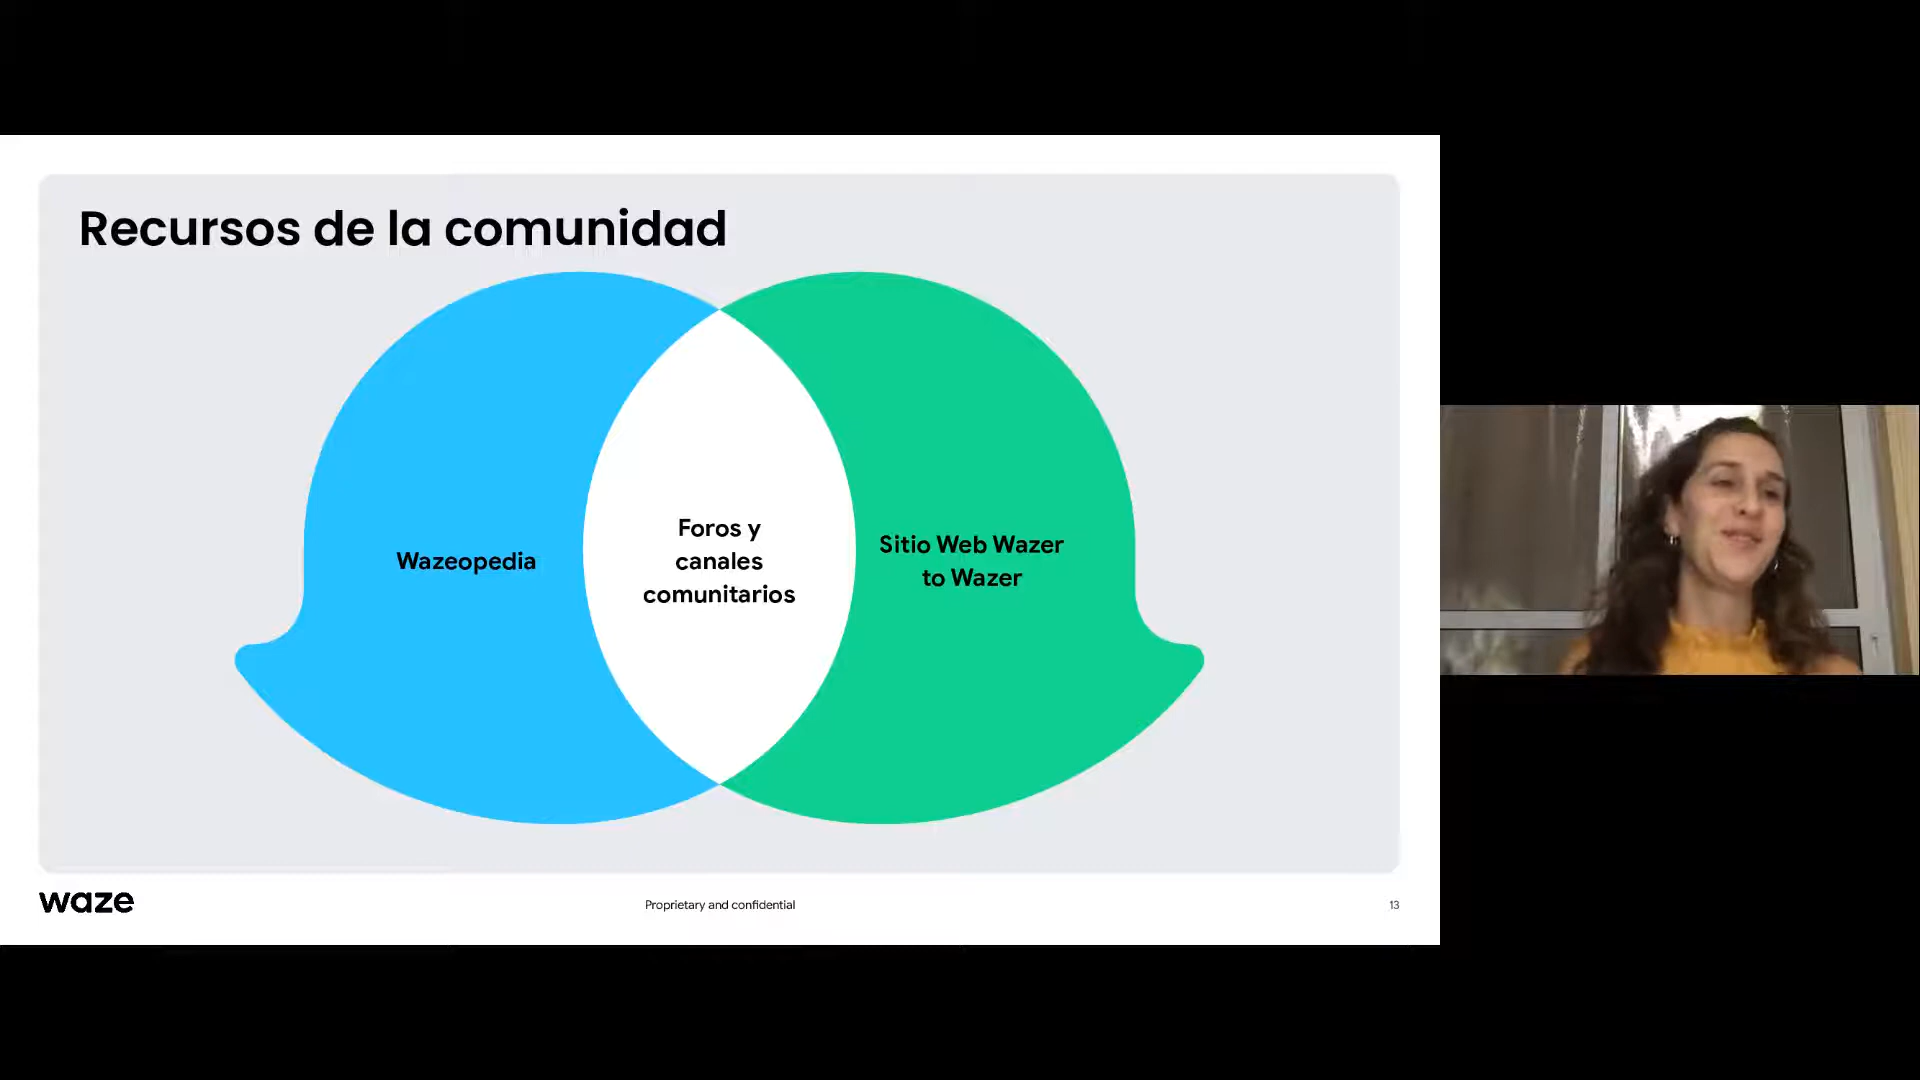 Recursos de la comunidad
Wazeopedia
Foros y
canales
comunitarios
Sitio Web Wazer
to Wazer
waze
Proprietary and confidential
13